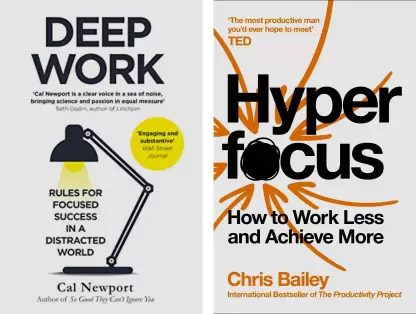 DEEP
WORK
'Cal Newport is a clear voice in a sea of noise,
bringing science and passion in equal measure'
Seth Godin, author of Linchpin
'Engaging and
substantive'
Wall Street
Journal
RULES FOR
FOCUSED
SUCCESS
IN A
DISTRACTED
WORLD
Cal Newport
Author of So Good They Can't Ignore You
'The most productive man
you'd ever hope to meet'
TED
Hyper
focus
How to Work Less
and Achieve More
Chris Bailey
International Bestseller of The Productivity Project